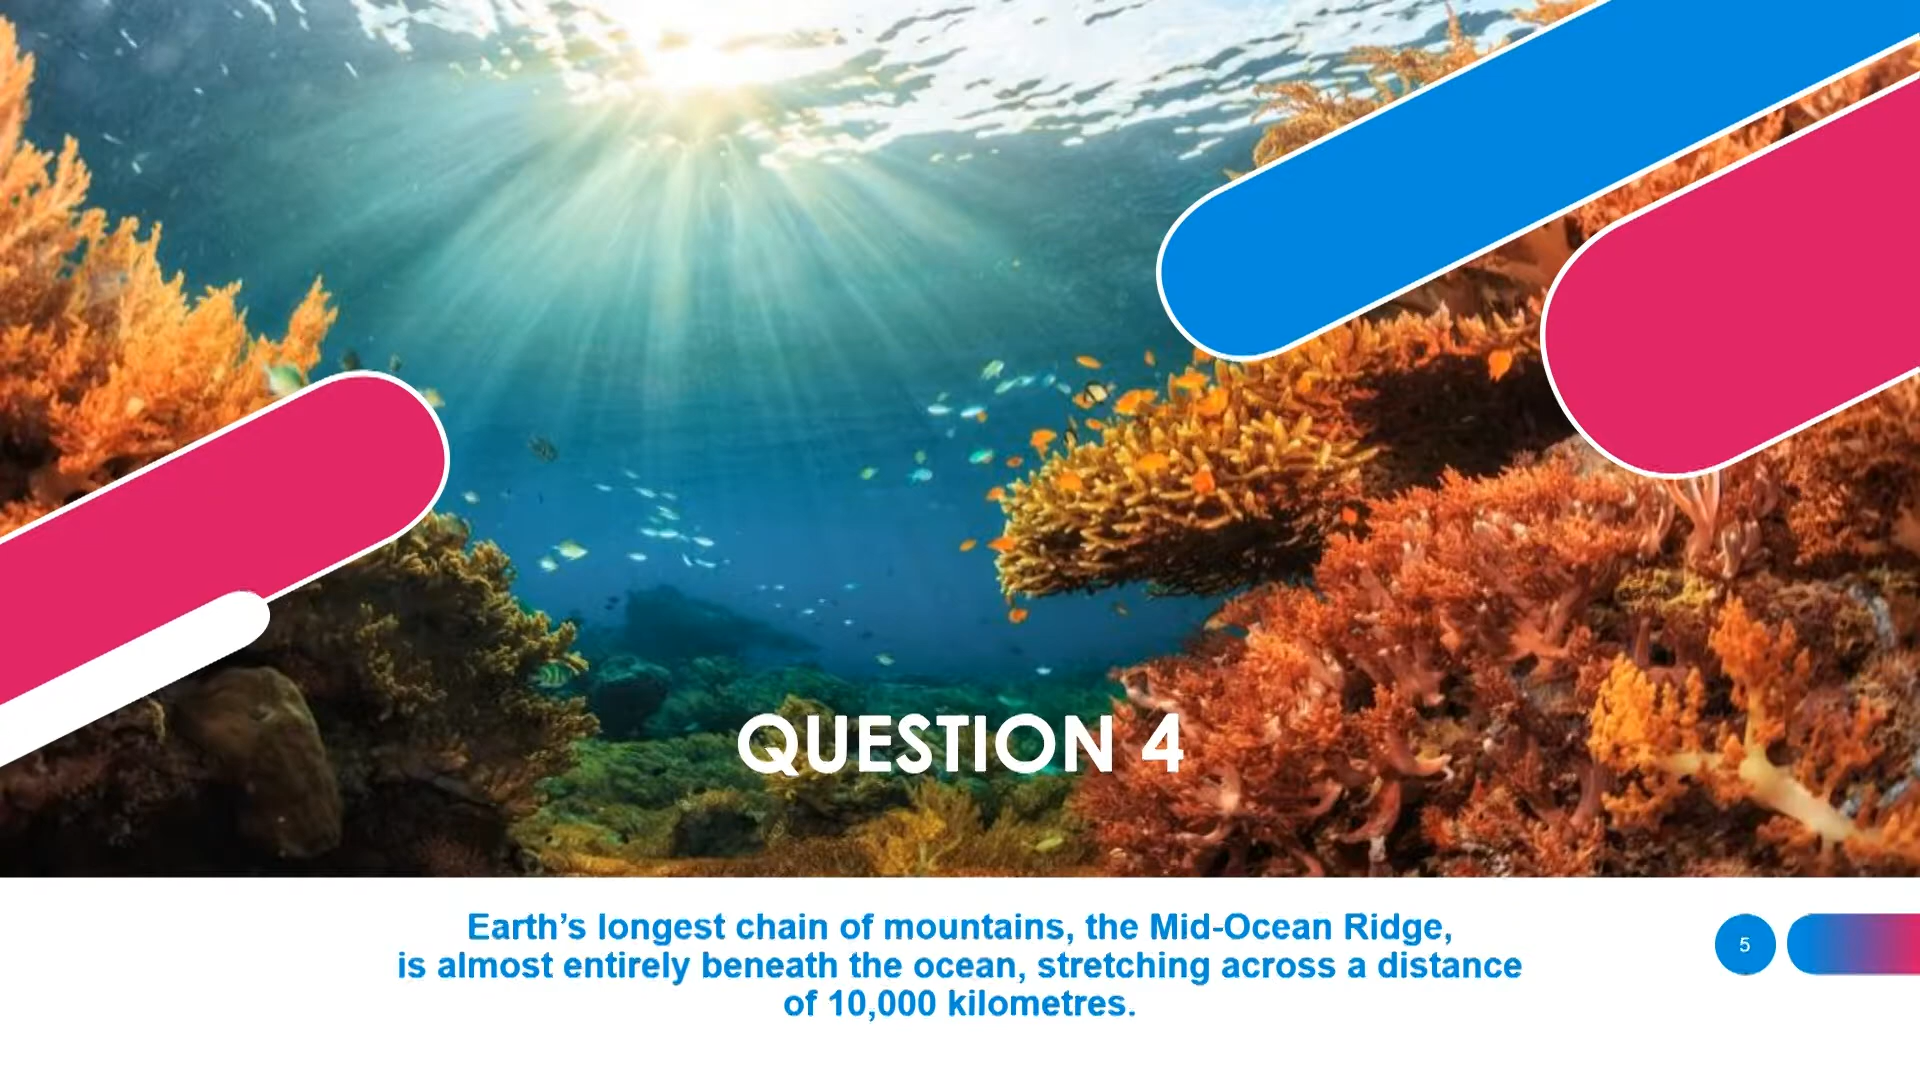 QUESTION 4
Earth’s longest chain of mountains, the Mid-Ocean Ridge,
is almost entirely beneath the ocean, stretching across a distance
of 10,000 kilometres.
5